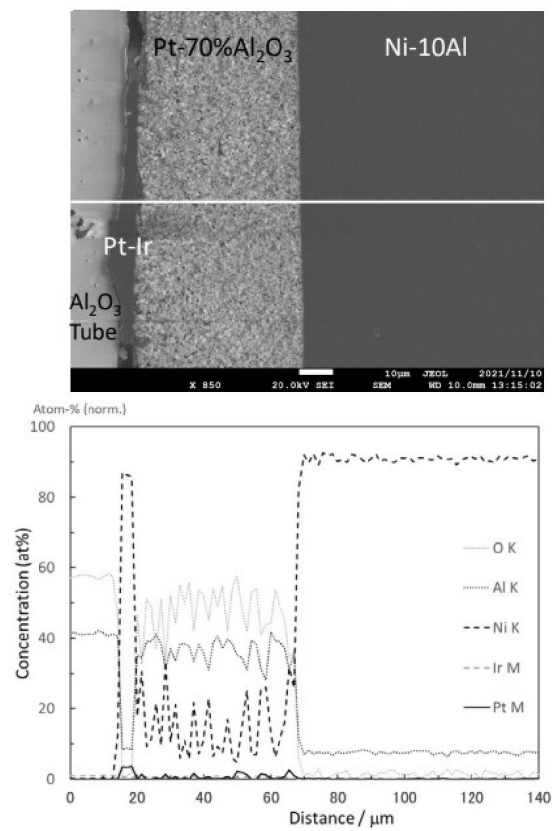 Pt-70%Al₂O₃
Ni-10Al
Pt-Ir
Al₂O₃
Tube
10μm JEOL 2021/11/10
X 850 20.0kV SEI SEM WD 10.0mm 13:15:02
Atom-% (norm.)
100
80
60
40
20
0
Concentration (at%)
O K
Al K
Ni K
Ir M
Pt M
0 20 40 60 80 100 120 140
Distance / μm